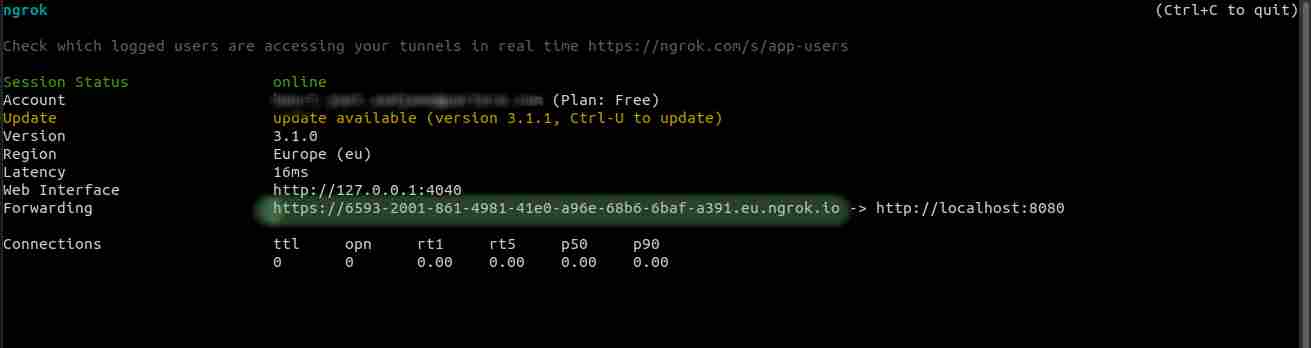 ngrok (Ctrl+C to quit)
Check which logged users are accessing your tunnels in real time https://ngrok.com/s/app-users
Session Status online
Account (Plan: Free)
Update update available (version 3.1.1, Ctrl-U to update)
Version 3.1.0
Region Europe (eu)
Latency 16ms
Web Interface http://127.0.0.1:4040
Forwarding https://6593-2001-861-4981-41e0-a96e-68b6-6baf-a391.eu.ngrok.io -> http://localhost:8080
Connections ttl opn rt1 rt5 p50 p90
0 0 0.00 0.00 0.00 0.00